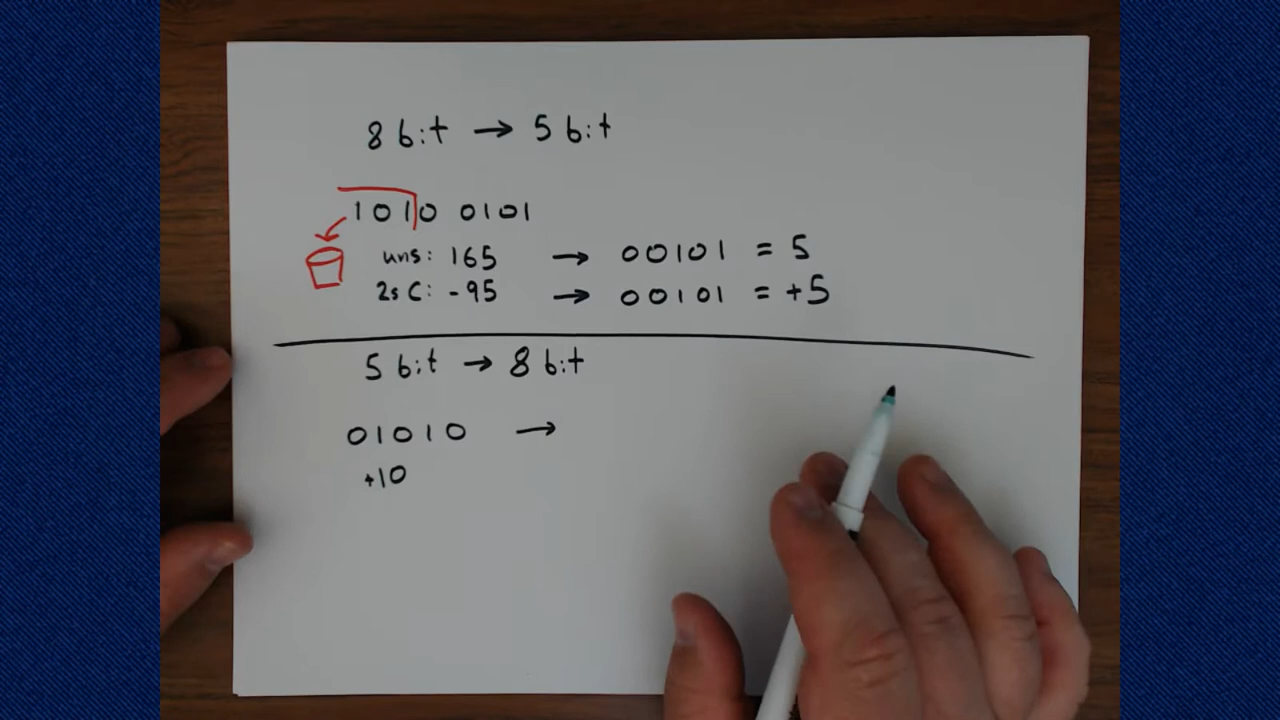 8 bit → 5 bit
1010 0101
uns: 165 → 00101 = 5
2s C: -95 → 00101 = +5
5 bit → 8 bit
01010 →
+10